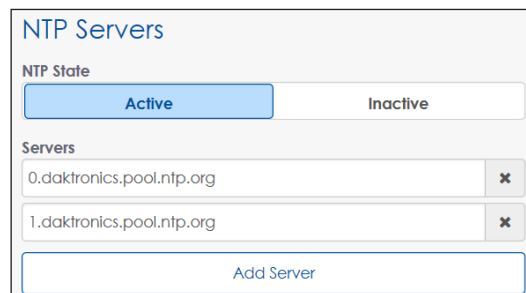 NTP Servers
NTP State
Active Inactive
Servers
0.daktronics.pool.ntp.org ✖
1.daktronics.pool.ntp.org ✖
Add Server